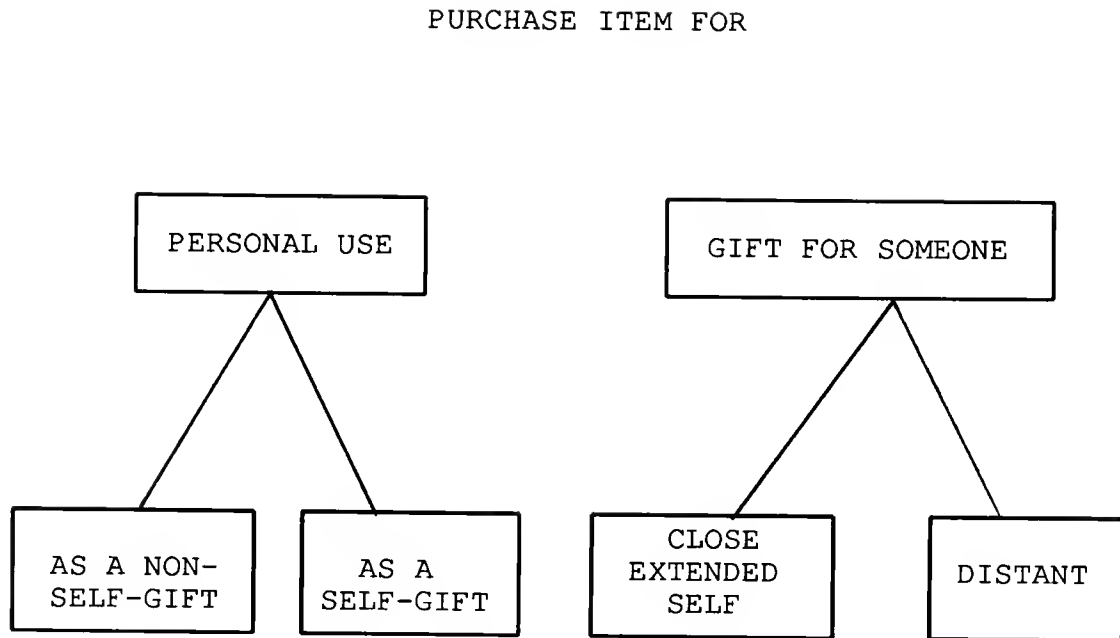 PURCHASE ITEM FOR
PERSONAL USE
GIFT FOR SOMEONE
AS A NON-
SELF-GIFT
AS A
SELF-GIFT
CLOSE
EXTENDED
SELF
DISTANT